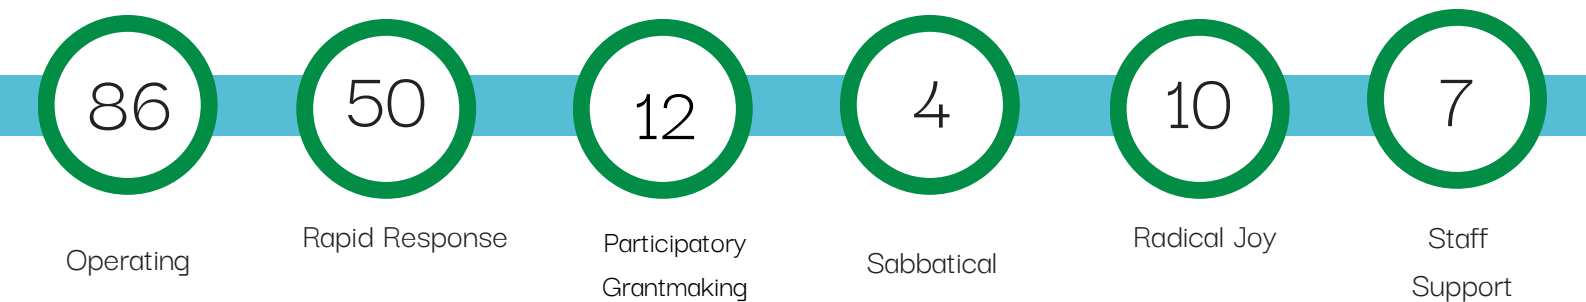 86
50
12
4
10
7
Operating
Rapid Response
Participatory
Grantmaking
Sabbatical
Radical Joy
Staff
Support